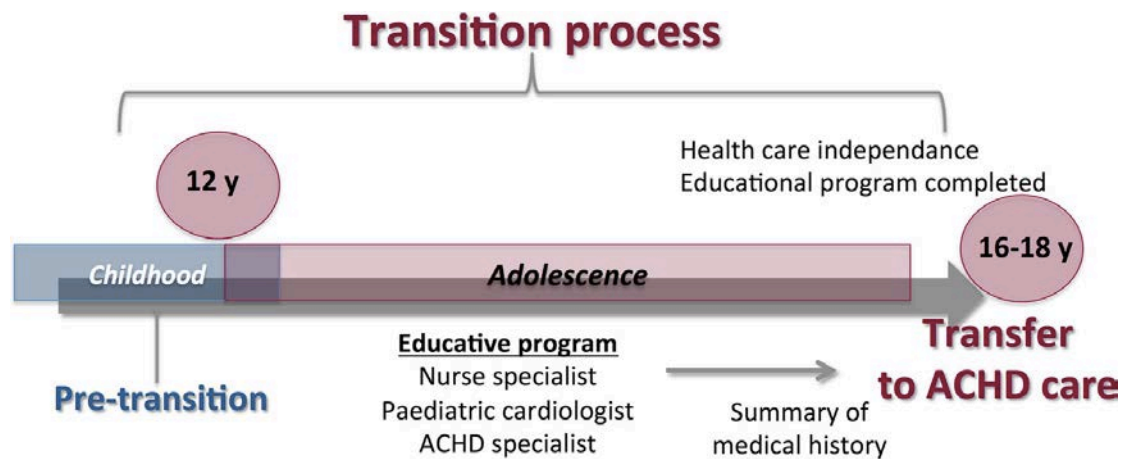 Transition process
12 y
Health care independance
Educational program completed
16-18 y
Childhood
Adolescence
Pre-transition
Educative program
Nurse specialist
Paediatric cardiologist
ACHD specialist
Summary of
medical history
Transfer
to ACHD care